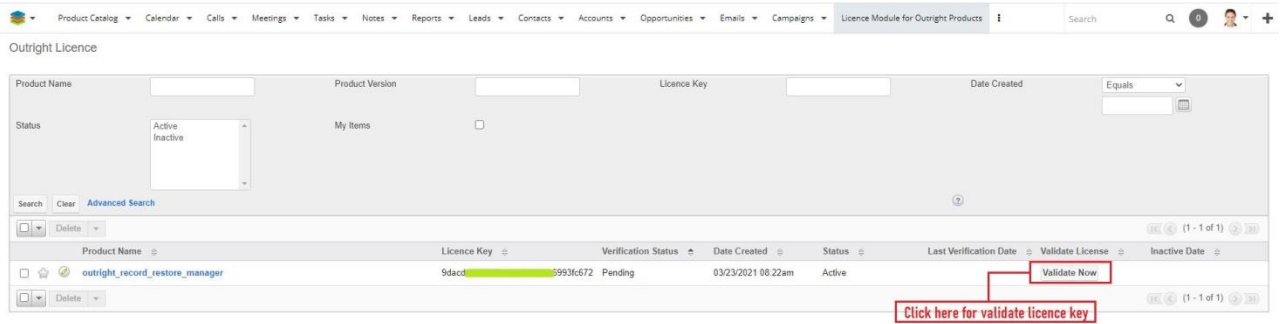 Product Catalog Calendar Calls Meetings Tasks Notes Reports Leads Contacts Accounts Opportunities Emails Campaigns Licence Module for Outright Products Search 0
Outright Licence
Product Name Product Version Licence Key Date Created Equals
Status Active My Items
Inactive
Search Clear Advanced Search ?
Delete (1 - 1 of 1)
Product Name Licence Key Verification Status Date Created Status Last Verification Date Validate License Inactive Date
outright_record_restore_manager 9dacd 6993fc672 Pending 03/23/2021 08:22am Active Validate Now
Delete (1 - 1 of 1)
Click here for validate licence key